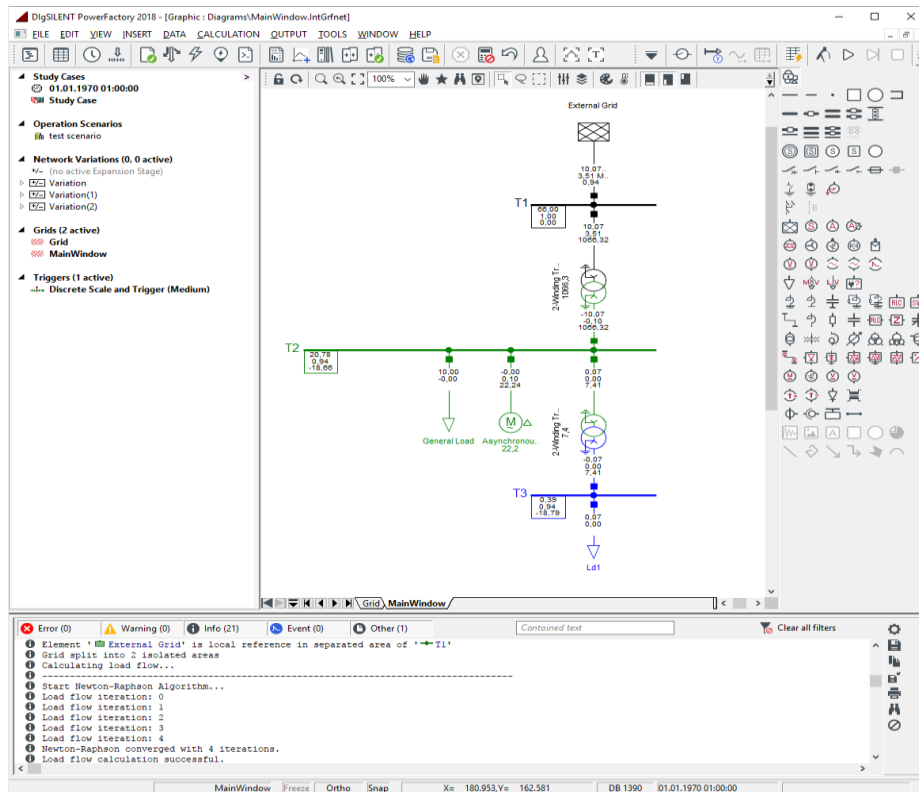 DIgSILENT PowerFactory 2018 - [Graphic : Diagrams\MainWindow.IntGrfnet]
FILE EDIT VIEW INSERT DATA CALCULATION OUTPUT TOOLS WINDOW HELP
Study Cases >
01.01.1970 01:00:00
Study Case
Operation Scenarios
test scenario
Network Variations (0, 0 active)
+/- (no active Expansion Stage)
+/- Variation
+/- Variation(1)
+/- Variation(2)
Grids (2 active)
Grid
MainWindow
Triggers (1 active)
Discrete Scale and Trigger (Medium)
100%
External Grid
10,07..
3,51 M..
0,94
T1
66,00
1,00
0,00
10,07
3,51
1066,32
2-Winding Tr..
1066,3
-10,07
-0,10
1066,32
T2
20,78
0,94
-18,66
10,00
-0,00
-0,00
0,10
22,24
0,07
0,00
7,41
General Load
M
Asynchronou..
22,2
2-Winding Tr..
7,4
-0,07
0,00
7,41
T3
0,39
0,94
-18,79
0,07
0,00
Ld1
Grid MainWindow
Error (0) Warning (0) Info (21) Event (0) Other (1) Contained text Clear all filters
Element ' External Grid' is local reference in separated area of ' T1'
Grid split into 2 isolated areas
Calculating load flow...
--------------------------------------------------------------------------------
Start Newton-Raphson Algorithm...
Load flow iteration: 0
Load flow iteration: 1
Load flow iteration: 2
Load flow iteration: 3
Load flow iteration: 4
Newton-Raphson converged with 4 iterations.
Load flow calculation successful.
MainWindow Freeze Ortho Snap X= 180.953,Y= 162.581 DB 1390 01.01.1970 01:00:00